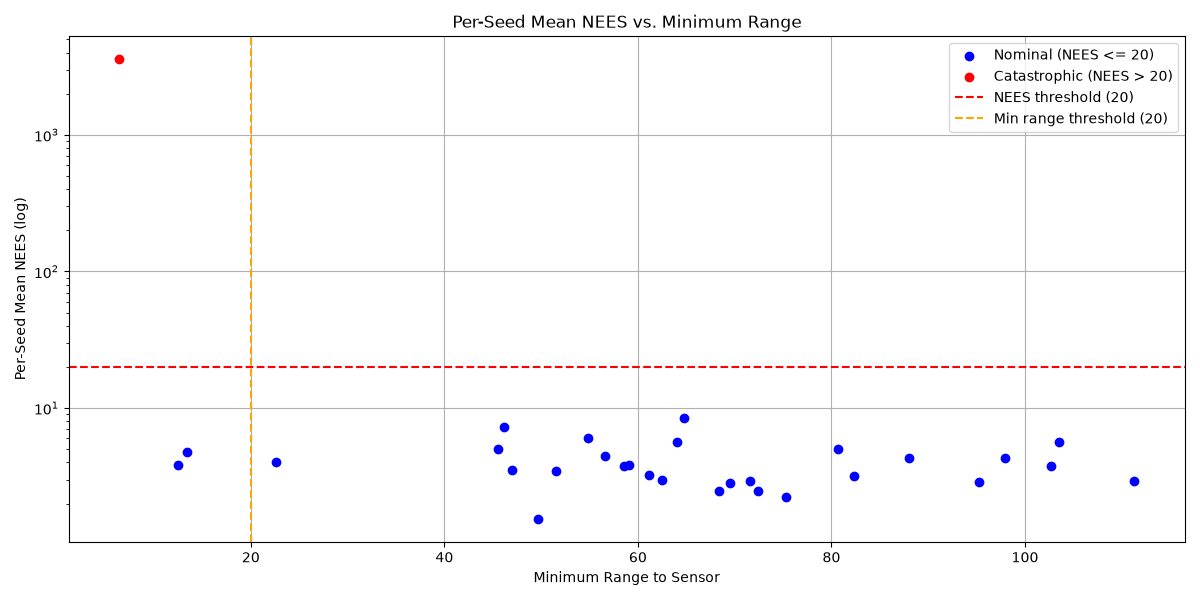 Per-Seed Mean NEES vs. Minimum Range
Nominal (NEES <= 20)
Catastrophic (NEES > 20)
NEES threshold (20)
Min range threshold (20)
Per-Seed Mean NEES (log)
10³
10²
10¹
20 40 60 80 100
Minimum Range to Sensor